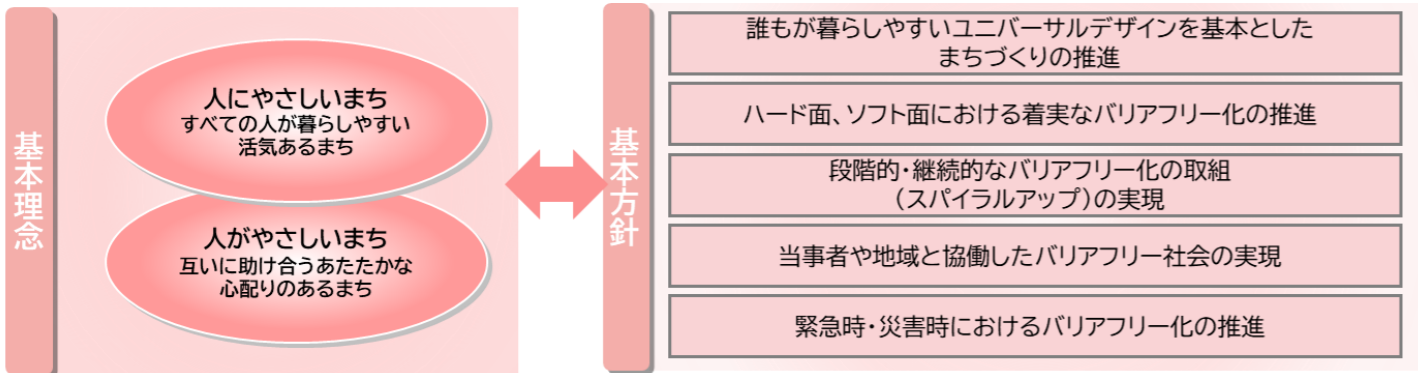 基本理念
人にやさしいまち
すべての人が暮らしやすい
活気あるまち
人がやさしいまち
互いに助け合うあたたかな
心配りのあるまち
基本方針
誰もが暮らしやすいユニバーサルデザインを基本とした
まちづくりの推進
ハード面、ソフト面における着実なバリアフリー化の推進
段階的・継続的なバリアフリー化の取組
（スパイラルアップ）の実現
当事者や地域と協働したバリアフリー社会の実現
緊急時・災害時におけるバリアフリー化の推進